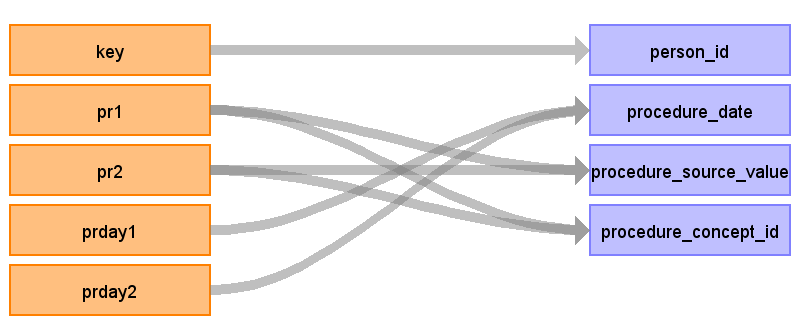 key
person_id
pr1
procedure_date
pr2
procedure_source_value
prday1
procedure_concept_id
prday2